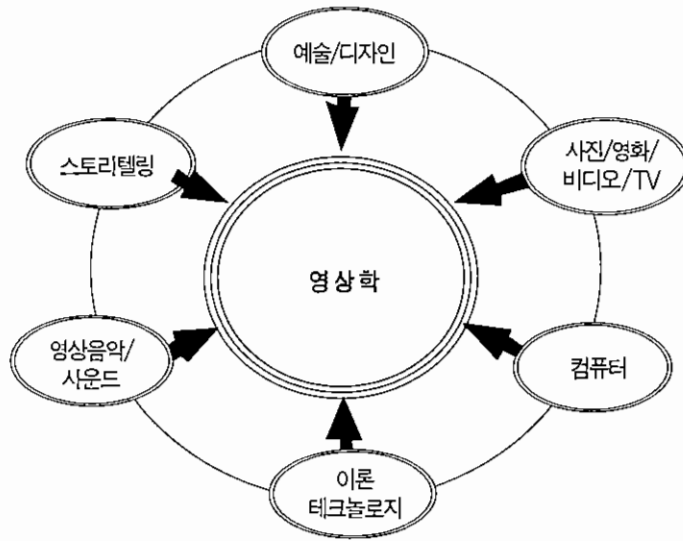 예술/디자인
스토리텔링
사진/영화/
비디오/TV
영상학
영상음악/
사운드
컴퓨터
이론
테크놀로지